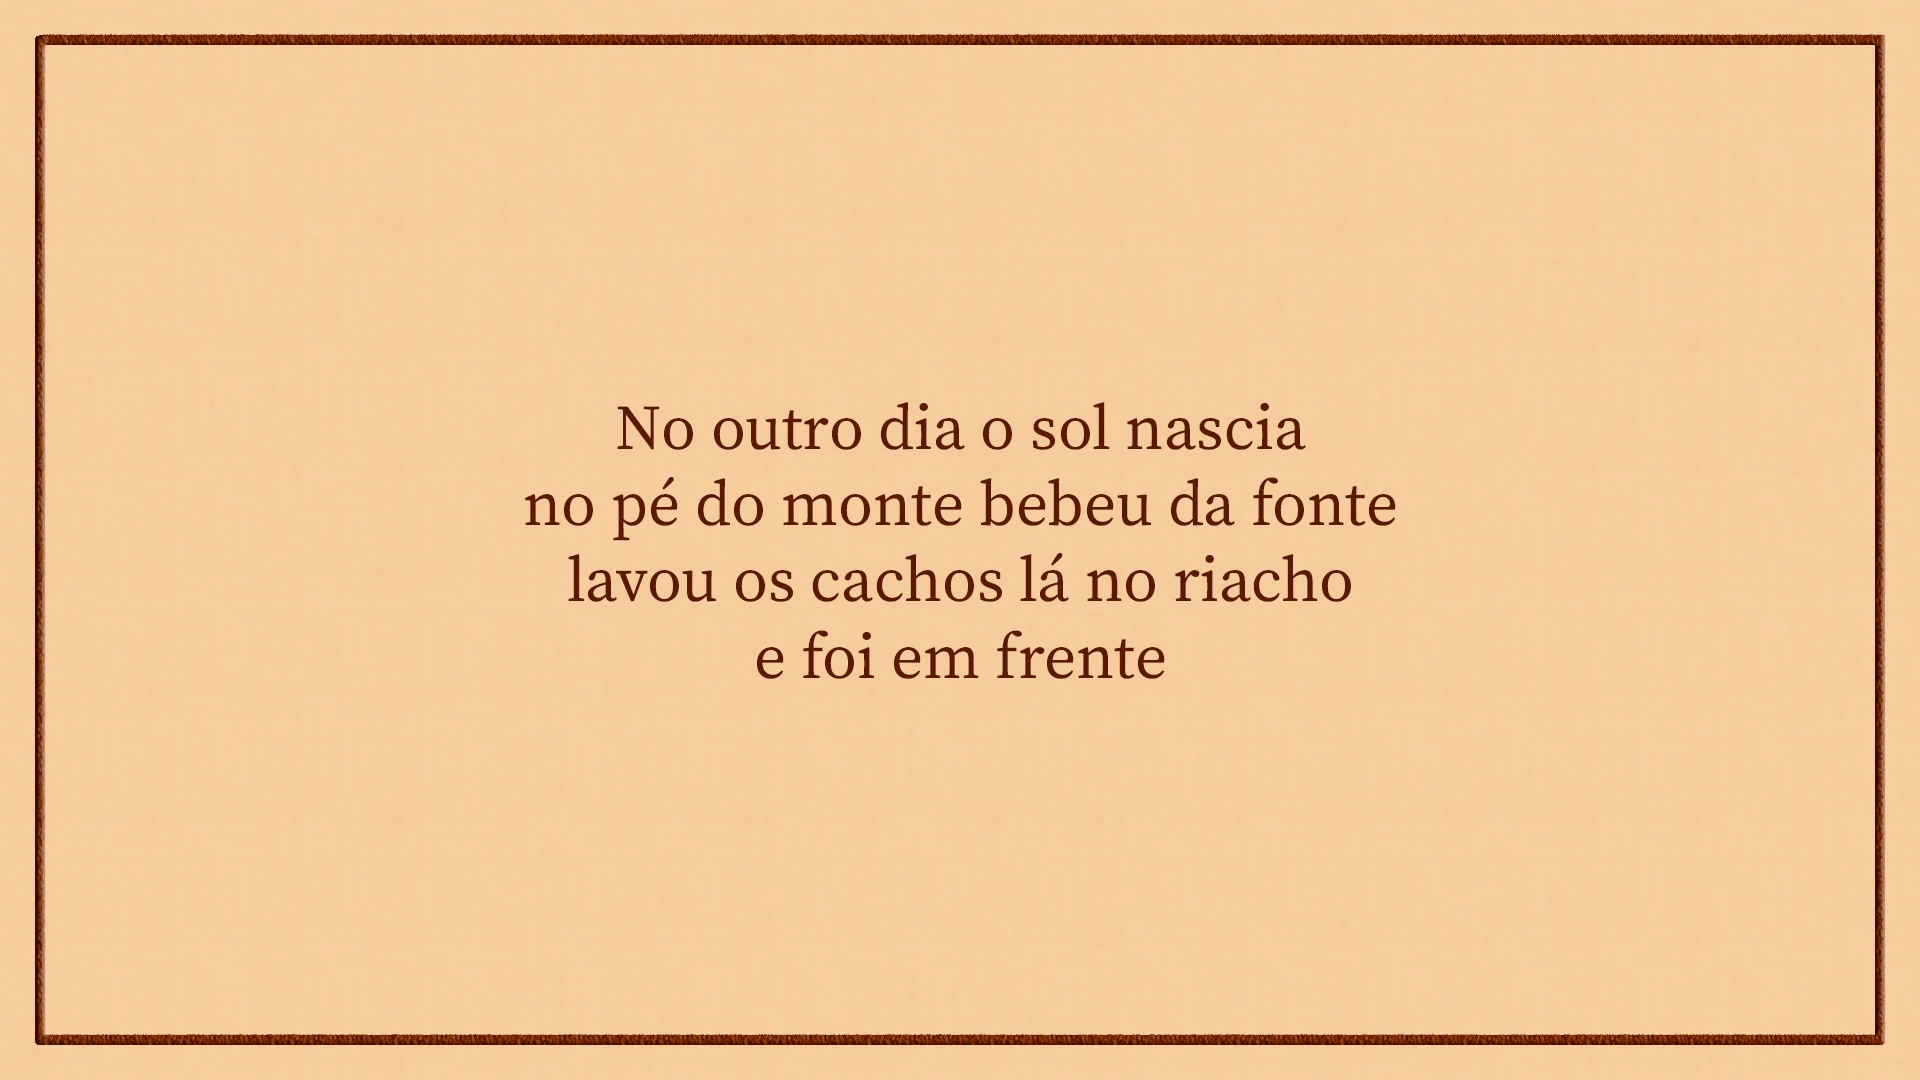 No outro dia o sol nascia
no pé do monte bebeu da fonte
lavou os cachos lá no riacho
e foi em frente